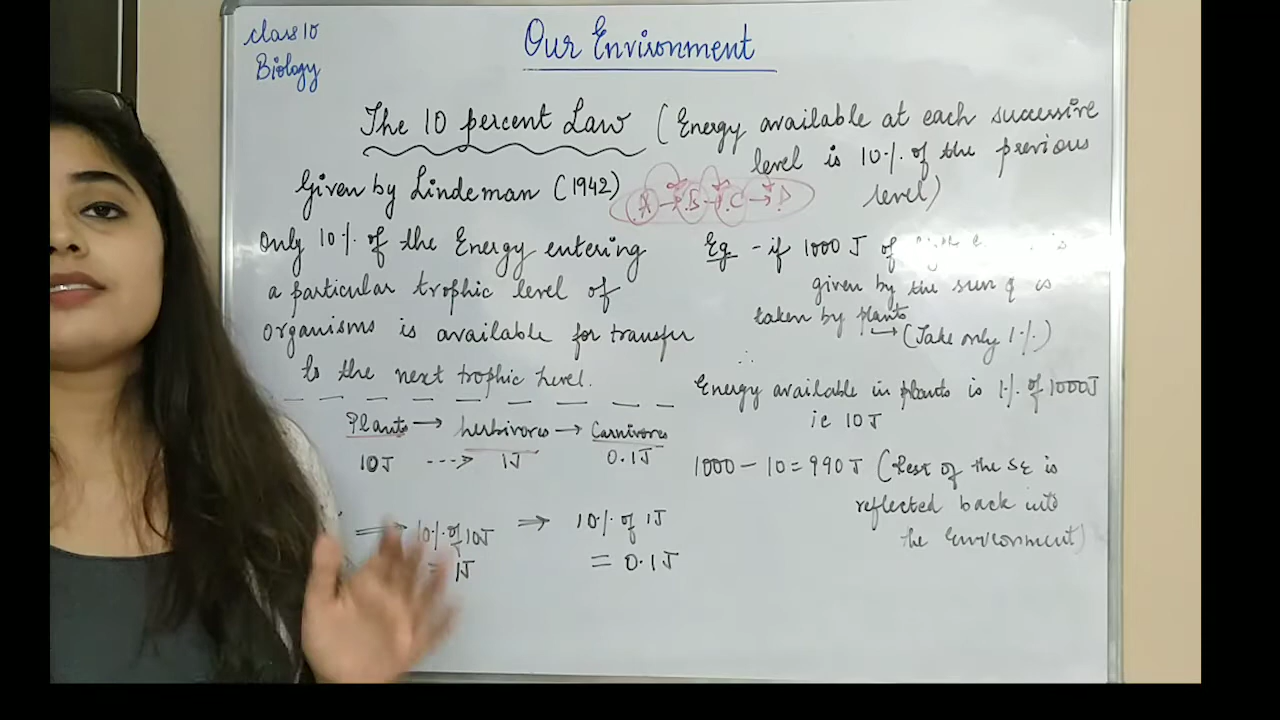 Class 10
Biology
Our Environment
The 10 percent Law (Energy available at each successive
level is 10% of the previous
level)
Given by Lindeman (1942)
A → B → C → D
Only 10% of the Energy entering
a particular trophic level of
organisms is available for transfer
to the next trophic level.
Plants → herbivores → Carnivores
10J ---> 1J 0.1J
⇒ 10% of 10J ⇒ 10% of 1J
= 1J = 0.1J
Eg - if 1000 J of
given by the sun & is
taken by plants
→ (Take only 1%)
∴
Energy available in plants is 1% of 1000J
ie 10J
1000 - 10 = 990J (Rest of the SE is
reflected back into
the Environment)